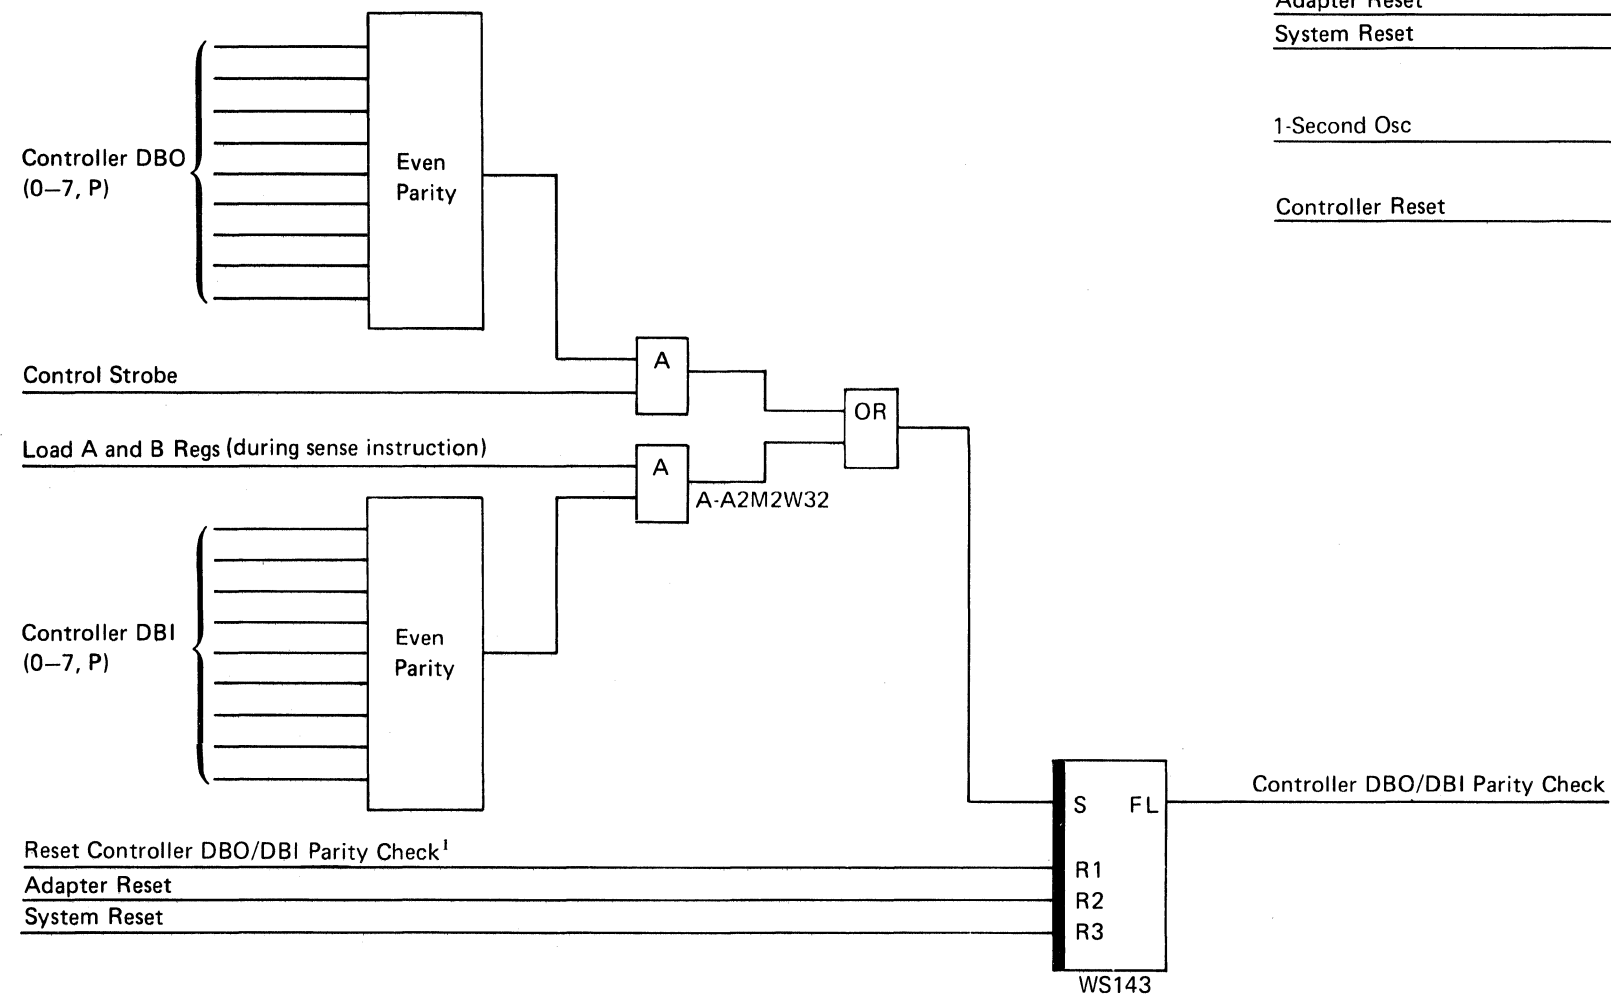 Adapter Reset
System Reset
1-Second Osc
Controller Reset
Controller DBO
(0–7, P)
Even
Parity
Control Strobe
A
OR
Load A and B Regs (during sense instruction)
A
A-A2M2W32
Controller DBI
(0–7, P)
Even
Parity
Controller DBO/DBI Parity Check
S FL
Reset Controller DBO/DBI Parity Check¹
R1
Adapter Reset
R2
System Reset
R3
WS143